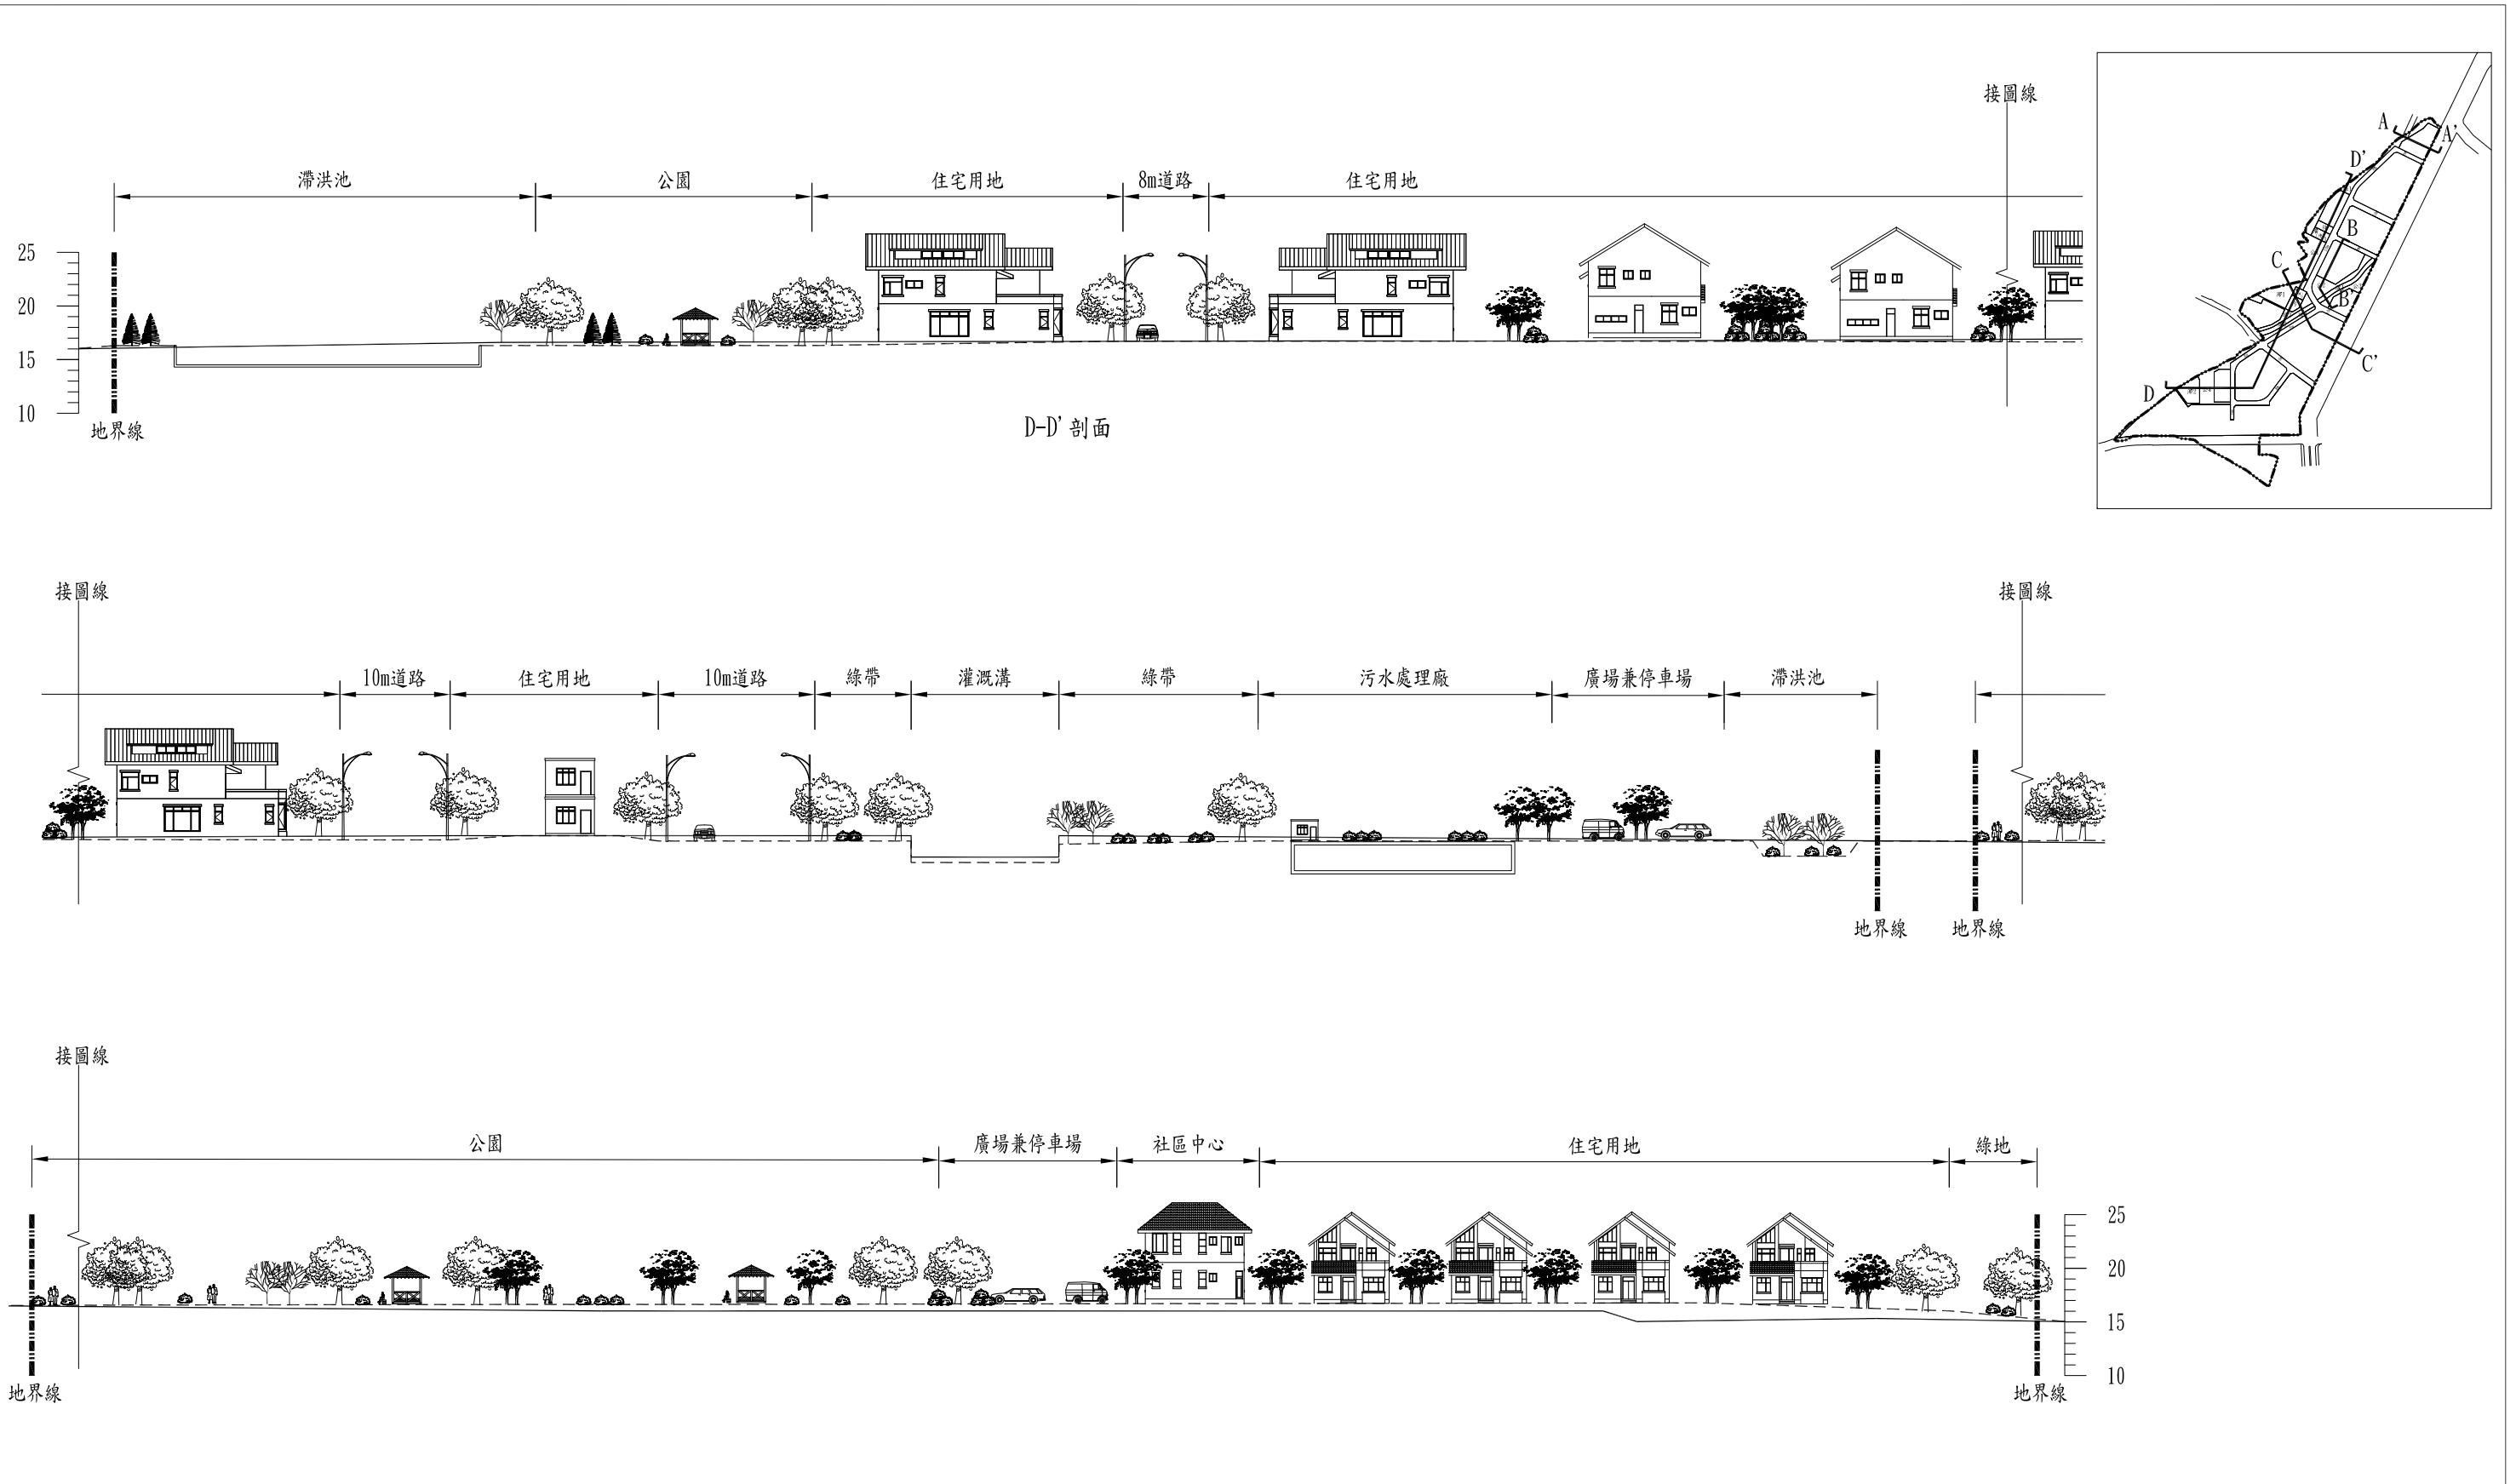 接圖線
滯洪池 公園 住宅用地 8m道路 住宅用地
25
20
15
10
地界線
D-D' 剖面
A A'
D'
B
C
B'
C'
D
接圖線 接圖線
10m道路 住宅用地 10m道路 綠帶 灌溉溝 綠帶 污水處理廠 廣場兼停車場 滯洪池
地界線 地界線
接圖線
公園 廣場兼停車場 社區中心 住宅用地 綠地
25
20
15
10
地界線 地界線